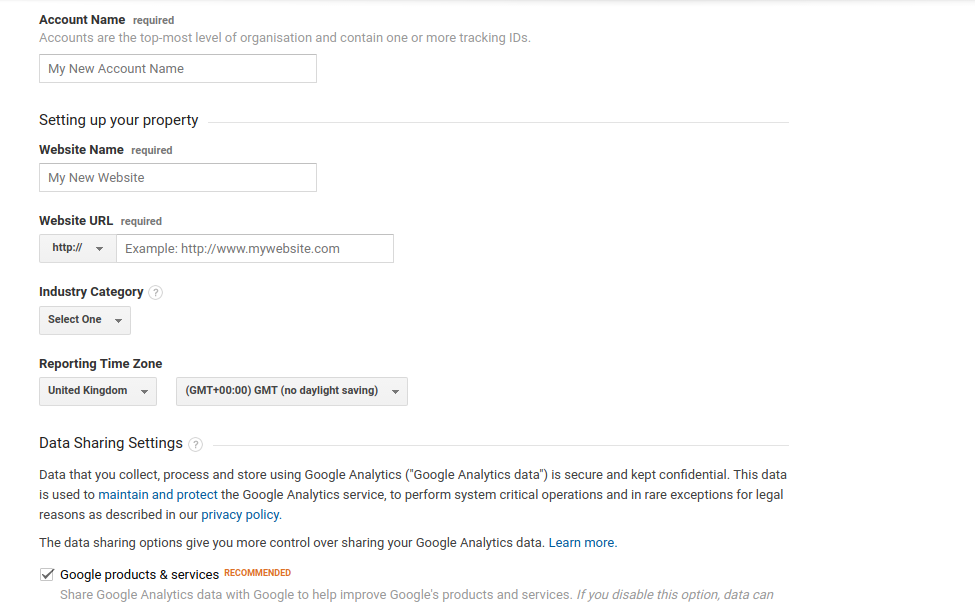 Account Name required
Accounts are the top-most level of organisation and contain one or more tracking IDs.
My New Account Name
Setting up your property
Website Name required
My New Website
Website URL required
http:// Example: http://www.mywebsite.com
Industry Category ?
Select One
Reporting Time Zone
United Kingdom (GMT+00:00) GMT (no daylight saving)
Data Sharing Settings ?
Data that you collect, process and store using Google Analytics ("Google Analytics data") is secure and kept confidential. This data
is used to maintain and protect the Google Analytics service, to perform system critical operations and in rare exceptions for legal
reasons as described in our privacy policy.
The data sharing options give you more control over sharing your Google Analytics data. Learn more.
Google products & services RECOMMENDED
Share Google Analytics data with Google to help improve Google's products and services. If you disable this option, data can